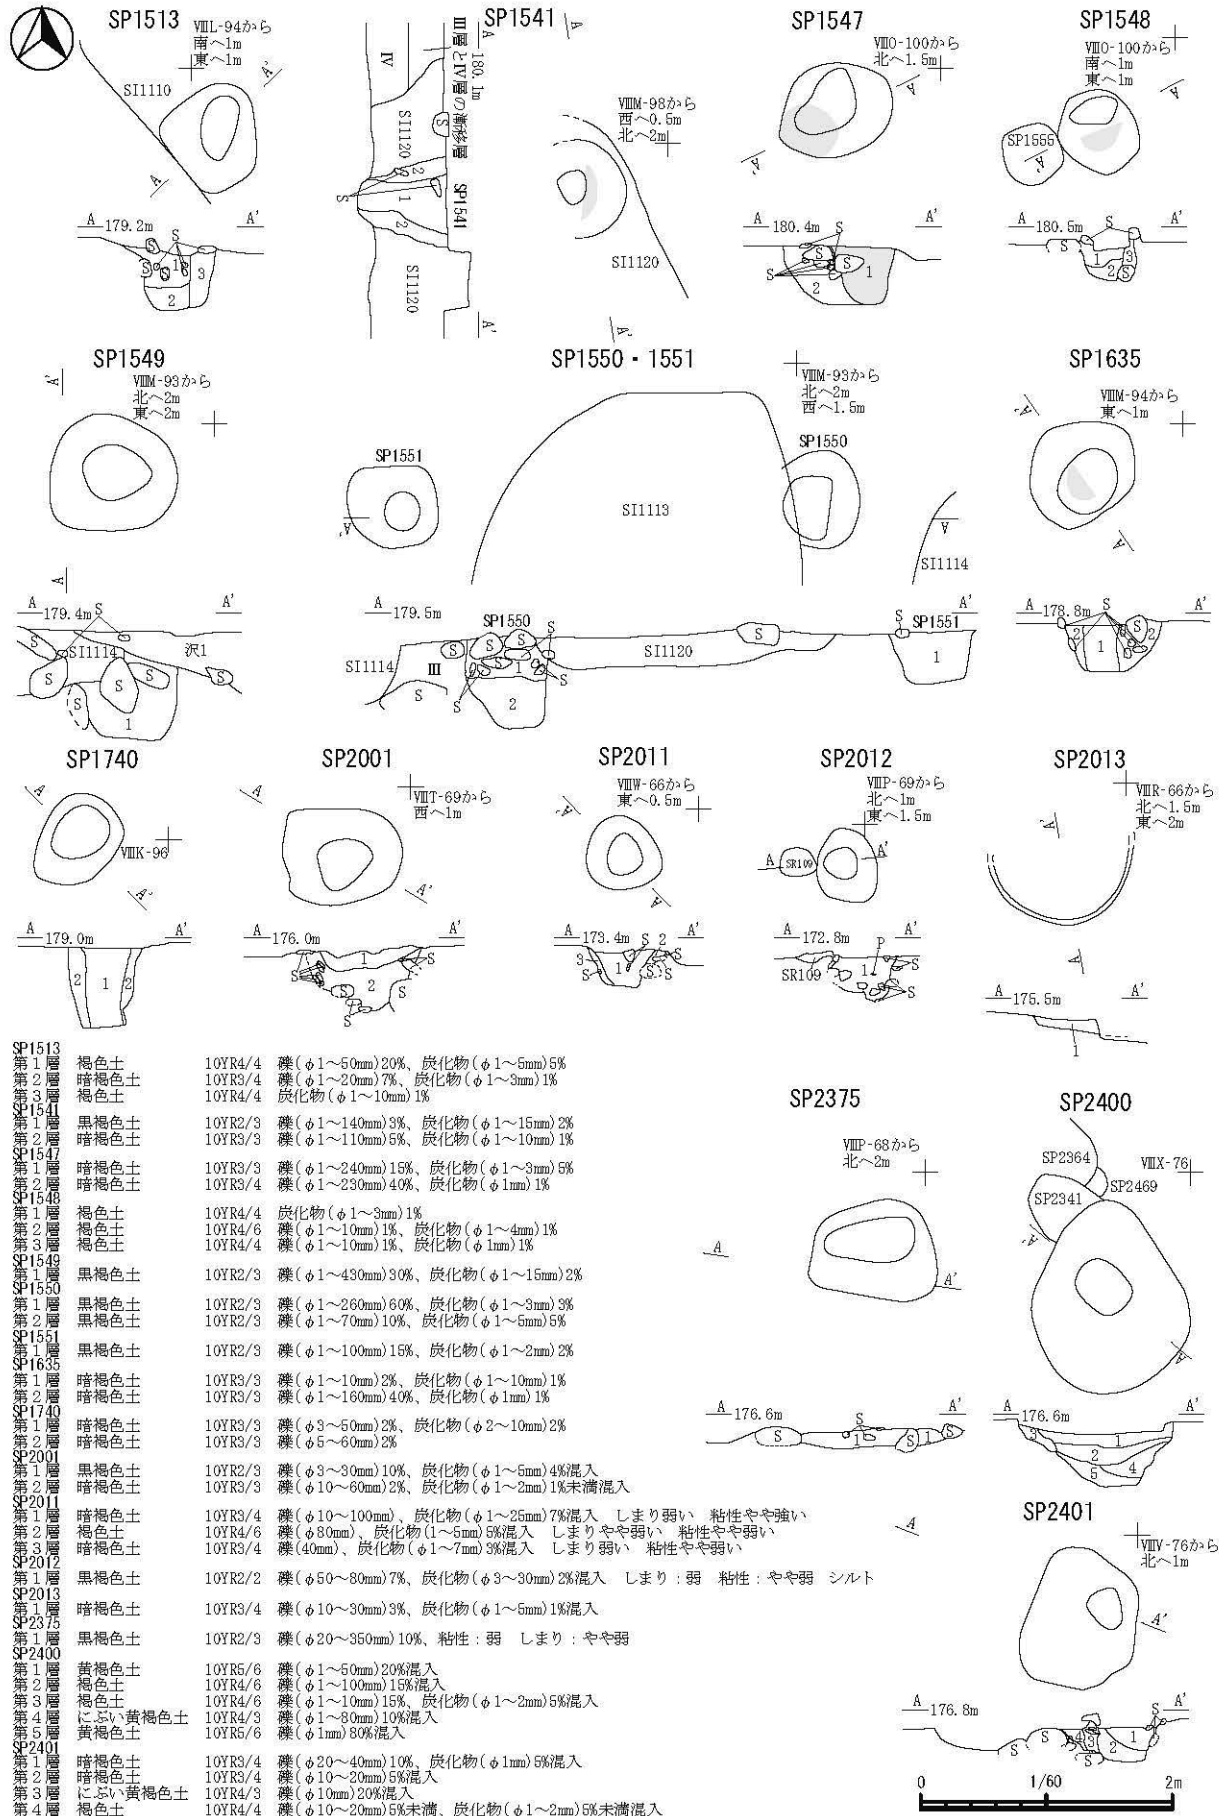 SP1513
ⅧL-94から
南へ1m
東へ1m
SI1110
A
A'
A 179.2m A'
S
S
S
S
1
3
2
SP1541
A
Ⅲ層とⅣ層の漸移層
180.1m
Ⅳ
SI1120
S
SP1541
2
1
2
S
SI1120
A'
ⅧM-98から
西へ0.5m
北へ2m
SI1120
A'
SP1547
ⅧO-100から
北へ1.5m
A
A'
A 180.4m A'
S
S
S
S
1
2
SP1548
ⅧO-100から
南へ1m
東へ1m
A
SP1555
A'
A 180.5m A'
S
S
1
3
2
S
SP1549
A'
ⅧM-93から
北へ2m
東へ2m
A
A 179.4m A'
S
S
SI1114
沢1
S
S
S
S
S
1
SP1550・1551
ⅧM-93から
北へ2m
西へ1.5m
SP1551
SP1550
SI1113
A'
A
SI1114
A 179.5m A'
SP1550
S
S
SP1551
SI1114
Ⅲ
S
S
S
S
S
1
S
SI1120
S
S
S
2
1
SP1635
ⅧM-94から
東へ1m
A'
A
A 178.8m A'
S
S
2
1
2
SP1740
A
ⅧK-96
A'
A 179.0m A'
2
1
2
SP2001
A
ⅧT-69から
西へ1m
A'
A 176.0m A'
1
S
S
2
S
S
S
SP2011
ⅧW-66から
東へ0.5m
A'
A
A 173.4m A'
S 2
3
1
S
S
S
S
SP2012
ⅧP-69から
北へ1m
東へ1.5m
A
SR109
A'
A 172.8m A'
P
SR109
1
S
SP2013
ⅧR-66から
北へ1.5m
東へ2m
A'
A
A 175.5m A'
1
SP1513
第1層 褐色土 10YR4/4 礫(φ1～50mm)20%、炭化物(φ1～5mm)5%
第2層 暗褐色土 10YR3/4 礫(φ1～20mm)7%、炭化物(φ1～3mm)1%
第3層 褐色土 10YR4/4 炭化物(φ1～10mm)1%
SP1541
第1層 黒褐色土 10YR2/3 礫(φ1～140mm)3%、炭化物(φ1～15mm)2%
第2層 暗褐色土 10YR3/3 礫(φ1～110mm)5%、炭化物(φ1～10mm)1%
SP1547
第1層 暗褐色土 10YR3/3 礫(φ1～240mm)15%、炭化物(φ1～3mm)5%
第2層 暗褐色土 10YR3/4 礫(φ1～230mm)40%、炭化物(φ1mm)1%
SP1548
第1層 褐色土 10YR4/4 炭化物(φ1～3mm)1%
第2層 褐色土 10YR4/6 礫(φ1～10mm)1%、炭化物(φ1～4mm)1%
第3層 褐色土 10YR4/4 礫(φ1～10mm)1%、炭化物(φ1mm)1%
SP1549
第1層 黒褐色土 10YR2/3 礫(φ1～430mm)30%、炭化物(φ1～15mm)2%
SP1550
第1層 黒褐色土 10YR2/3 礫(φ1～260mm)60%、炭化物(φ1～3mm)3%
第2層 黒褐色土 10YR2/3 礫(φ1～70mm)10%、炭化物(φ1～5mm)5%
SP1551
第1層 黒褐色土 10YR2/3 礫(φ1～100mm)15%、炭化物(φ1～2mm)2%
SP1635
第1層 暗褐色土 10YR3/3 礫(φ1～10mm)2%、炭化物(φ1～10mm)1%
第2層 暗褐色土 10YR3/3 礫(φ1～160mm)40%、炭化物(φ1mm)1%
SP1740
第1層 暗褐色土 10YR3/3 礫(φ3～50mm)2%、炭化物(φ2～10mm)2%
第2層 暗褐色土 10YR3/3 礫(φ5～60mm)2%
SP2001
第1層 黒褐色土 10YR2/3 礫(φ3～30mm)10%、炭化物(φ1～5mm)4%混入
第2層 暗褐色土 10YR3/3 礫(φ10～60mm)2%、炭化物(φ1～2mm)1%未満混入
SP2011
第1層 暗褐色土 10YR3/4 礫(φ10～100mm)、炭化物(φ1～25mm)7%混入 しまり弱い 粘性やや強い
第2層 褐色土 10YR4/6 礫(φ80mm)、炭化物(1～5mm)5%混入 しまりやや弱い 粘性やや弱い
第3層 暗褐色土 10YR3/4 礫(40mm)、炭化物(φ1～7mm)3%混入 しまり弱い 粘性やや弱い
SP2012
第1層 黒褐色土 10YR2/2 礫(φ50～80mm)7%、炭化物(φ3～30mm)2%混入 しまり：弱 粘性：やや弱 シルト
SP2013
第1層 暗褐色土 10YR3/4 礫(φ10～30mm)3%、炭化物(φ1～5mm)1%混入
SP2375
第1層 黒褐色土 10YR2/3 礫(φ20～350mm)10%、粘性：弱 しまり：やや弱
SP2400
第1層 黄褐色土 10YR5/6 礫(φ1～50mm)20%混入
第2層 褐色土 10YR4/6 礫(φ1～100mm)15%混入
第3層 褐色土 10YR4/6 礫(φ1～10mm)15%、炭化物(φ1～2mm)5%混入
第4層 にぶい黄褐色土 10YR4/3 礫(φ1～80mm)10%混入
第5層 黄褐色土 10YR5/6 礫(φ1mm)80%混入
SP2401
第1層 暗褐色土 10YR3/4 礫(φ20～40mm)10%、炭化物(φ1mm)5%混入
第2層 暗褐色土 10YR3/4 礫(φ10～20mm)5%混入
第3層 にぶい黄褐色土 10YR4/3 礫(φ10mm)20%混入
第4層 褐色土 10YR4/4 礫(φ10～20mm)5%未満、炭化物(φ1～2mm)5%未満混入
SP2375
ⅧP-68から
北へ2m
A
A'
A 176.6m A'
S
S
1
S
1
S
SP2400
SP2364
ⅧX-76
SP2469
SP2341
A'
A
A 176.6m A'
3
1
2
5
4
SP2401
A
ⅧV-76から
北へ1m
A'
A 176.8m A'
S
S
S
4
3
1
2
S
0 1/60 2m